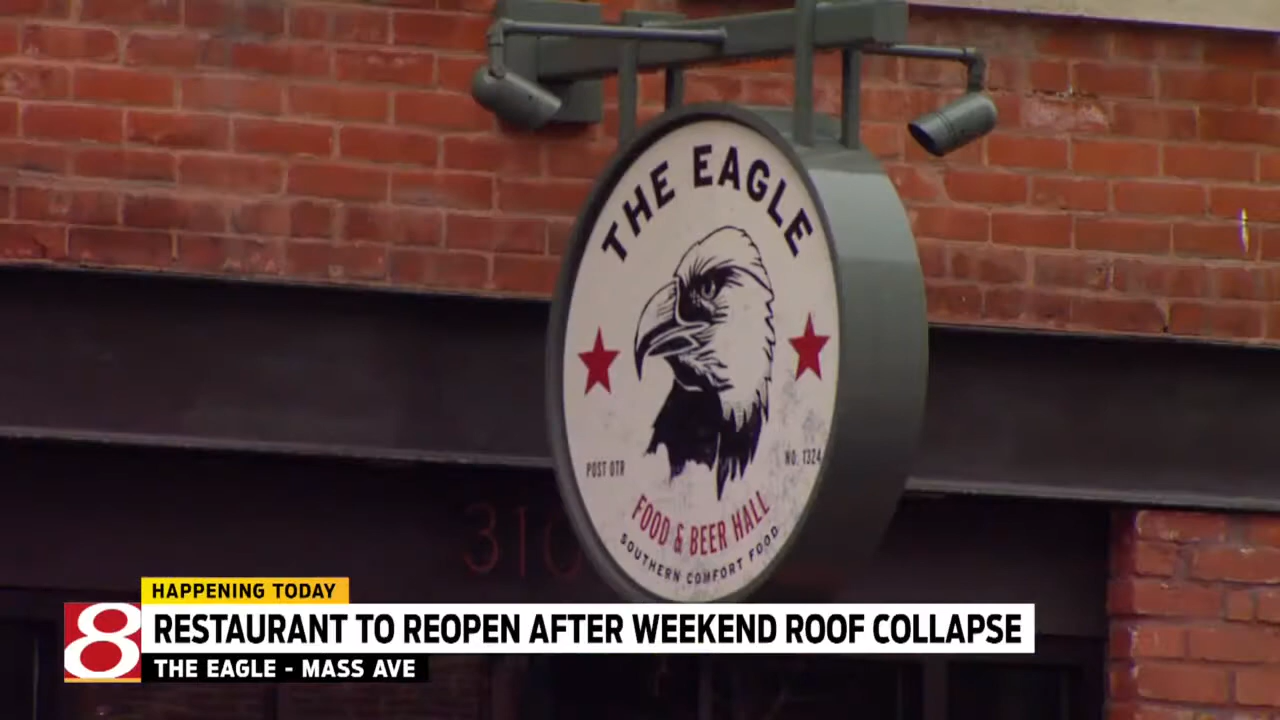 THE EAGLE
POST OTR
NO. 1324
FOOD & BEER HALL
SOUTHERN COMFORT FOOD
310
HAPPENING TODAY
8
RESTAURANT TO REOPEN AFTER WEEKEND ROOF COLLAPSE
THE EAGLE - MASS AVE